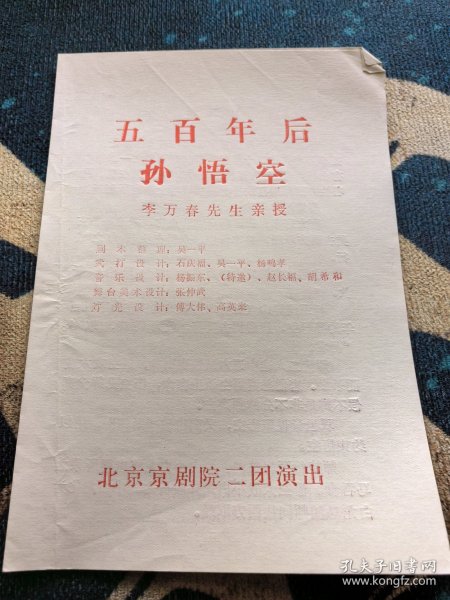 五百年后
孙悟空
李万春先生亲授
剧本整理：吴一平
武打设计：石庆福、吴一平、杨鸣孝
音乐设计：杨振东、（特邀）、赵长福、胡希和
舞台美术设计：张仲武
灯光设计：傅大伟、高英来
北京京剧院二团演出
孔夫子旧书网
www.kongfz.com